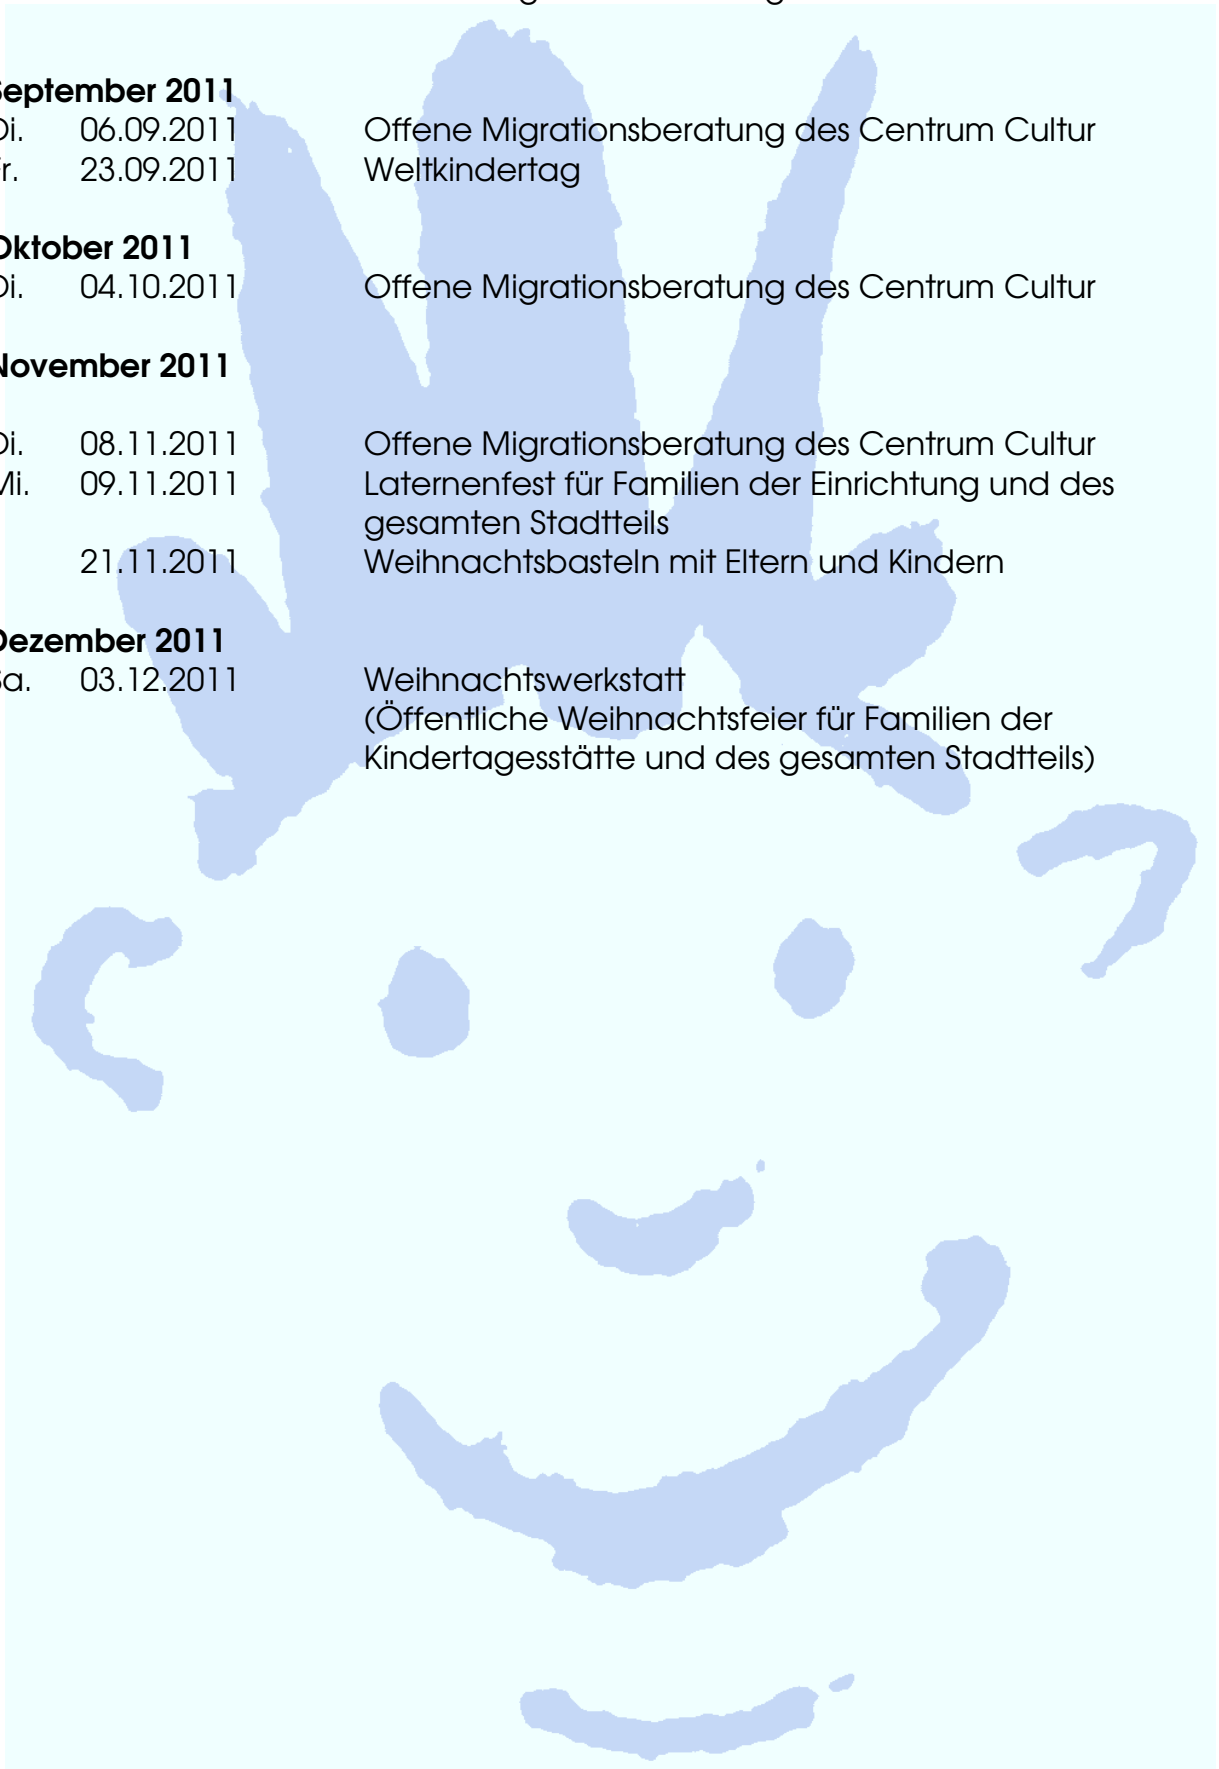 September 2011
Di. 06.09.2011 Offene Migrationsberatung des Centrum Cultur
Fr. 23.09.2011 Weltkindertag
Oktober 2011
Di. 04.10.2011 Offene Migrationsberatung des Centrum Cultur
November 2011
Di. 08.11.2011 Offene Migrationsberatung des Centrum Cultur
Mi. 09.11.2011 Laternenfest für Familien der Einrichtung und des
gesamten Stadtteils
21.11.2011 Weihnachtsbasteln mit Eltern und Kindern
Dezember 2011
Sa. 03.12.2011 Weihnachtswerkstatt
(Öffentliche Weihnachtsfeier für Familien der
Kindertagesstätte und des gesamten Stadtteils)